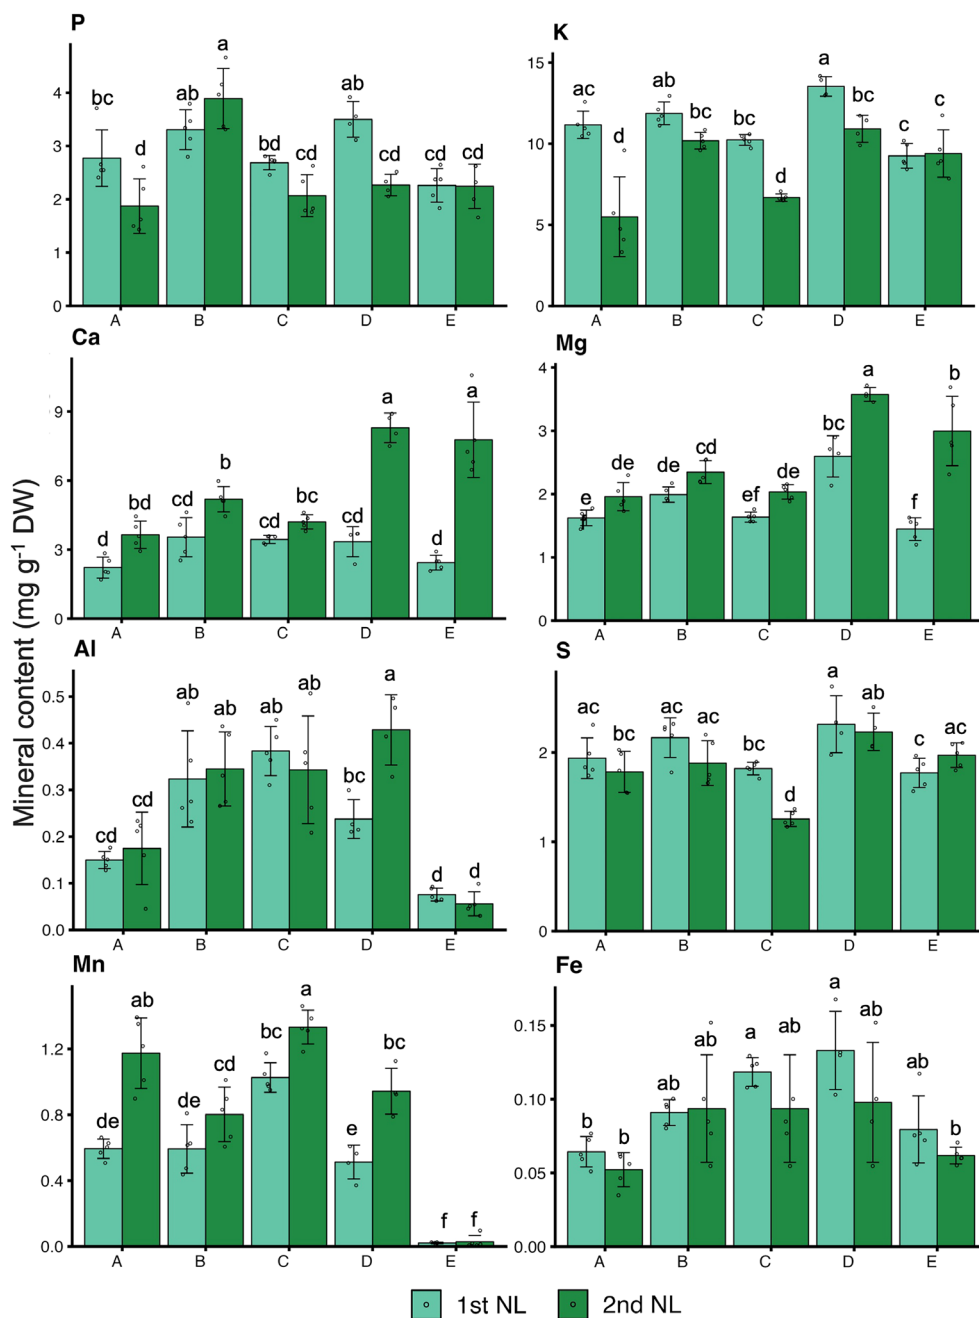 P
4
3
2
1
0
bc
d
ab
a
cd
cd
ab
cd
cd
cd
A
B
C
D
E
K
15
10
5
0
ac
d
ab
bc
bc
d
a
bc
c
c
A
B
C
D
E
Ca
9
6
3
0
d
bd
cd
b
cd
bc
cd
a
d
a
A
B
C
D
E
Mg
4
3
2
1
0
e
de
de
cd
ef
de
bc
a
f
b
A
B
C
D
E
Mineral content (mg g⁻¹ DW)
Al
0.5
0.4
0.3
0.2
0.1
0.0
cd
cd
ab
ab
ab
ab
bc
a
d
d
A
B
C
D
E
S
2
1
0
ac
bc
ac
ac
bc
d
a
ab
c
ac
A
B
C
D
E
Mn
1.2
0.8
0.4
0.0
de
ab
de
cd
bc
a
e
bc
f
f
A
B
C
D
E
Fe
0.15
0.10
0.05
0.00
b
b
ab
ab
a
ab
a
ab
ab
b
A
B
C
D
E
1st NL
2nd NL